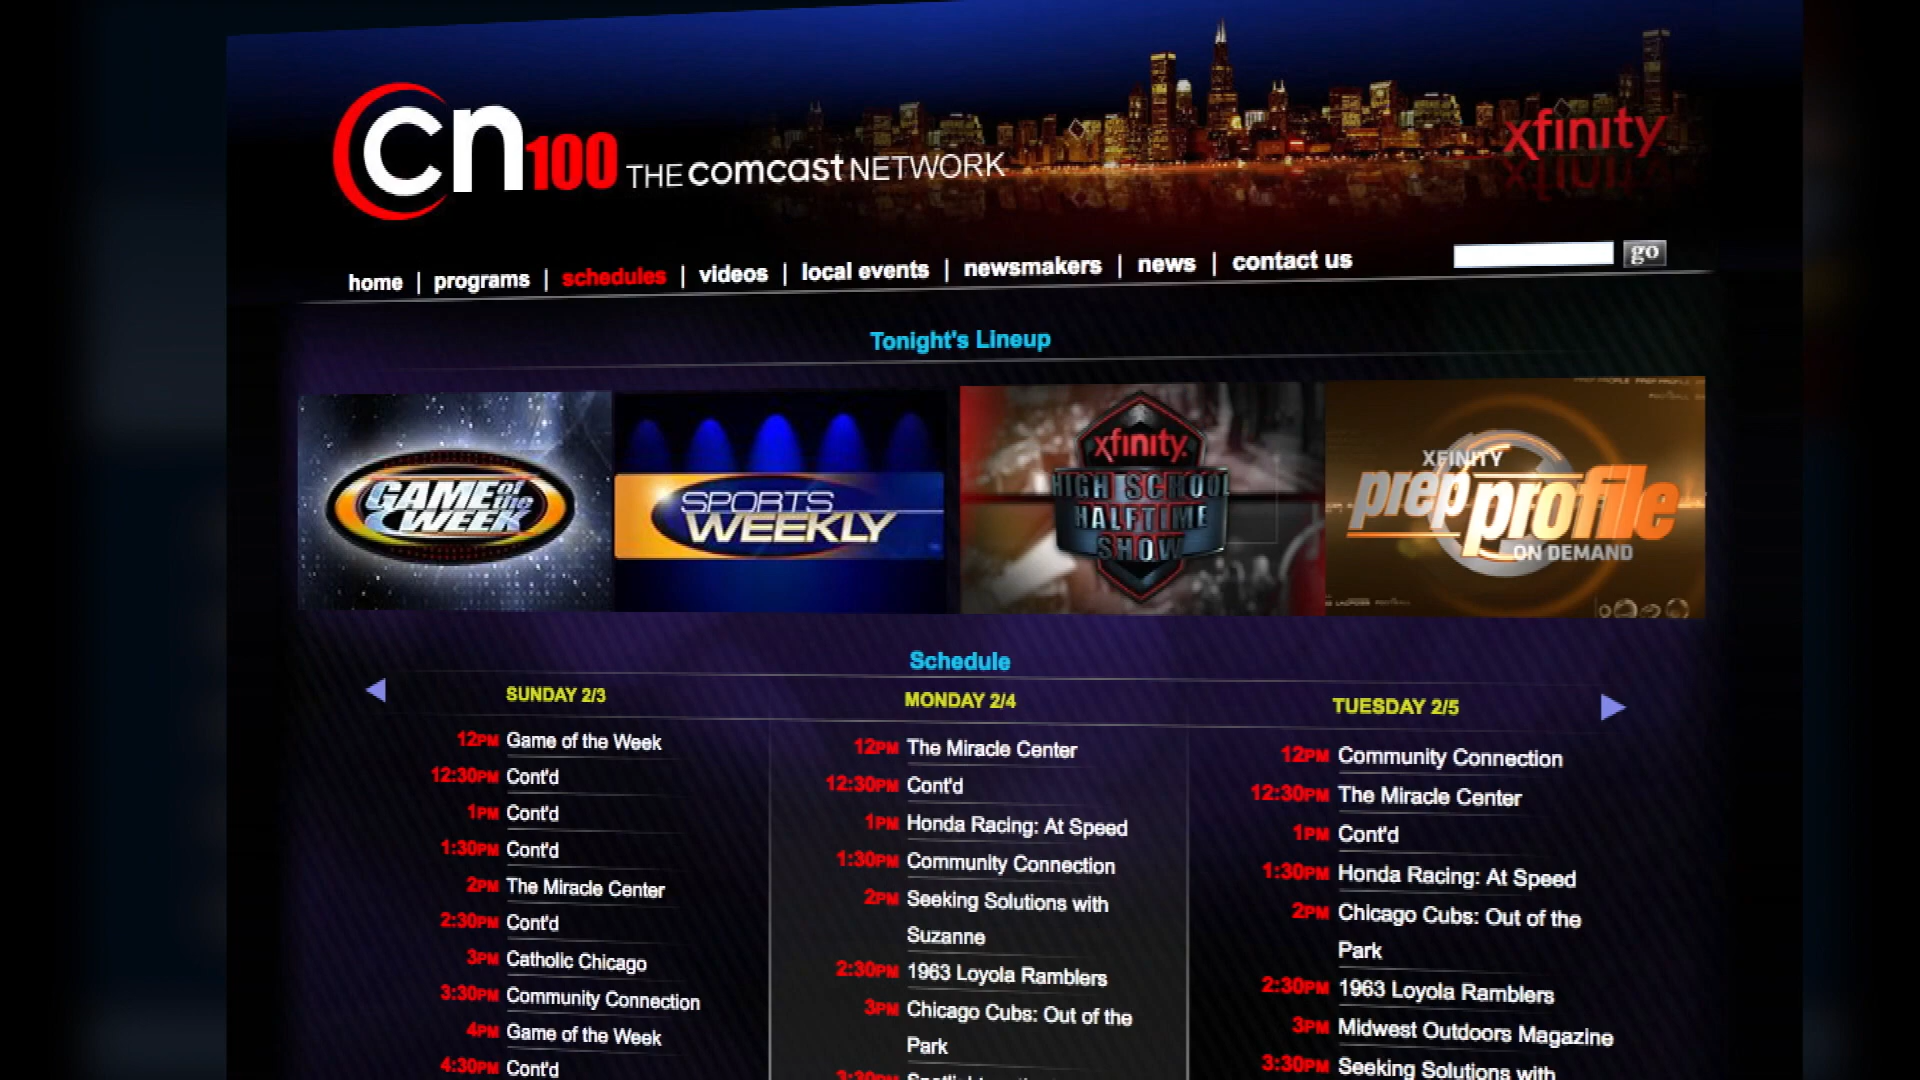 cn100 THE comcast NETWORK
xfinity
home | programs | schedules | videos | local events | newsmakers | news | contact us
go
Tonight's Lineup
GAME of the WEEK
SPORTS WEEKLY
xfinity
HIGH SCHOOL
HALFTIME
SHOW
XFINITY
prep profile
ON DEMAND
Schedule
SUNDAY 2/3
12PM Game of the Week
12:30PM Cont'd
1PM Cont'd
1:30PM Cont'd
2PM The Miracle Center
2:30PM Cont'd
3PM Catholic Chicago
3:30PM Community Connection
4PM Game of the Week
4:30PM Cont'd
MONDAY 2/4
12PM The Miracle Center
12:30PM Cont'd
1PM Honda Racing: At Speed
1:30PM Community Connection
2PM Seeking Solutions with
Suzanne
2:30PM 1963 Loyola Ramblers
3PM Chicago Cubs: Out of the
Park
3:30PM
TUESDAY 2/5
12PM Community Connection
12:30PM The Miracle Center
1PM Cont'd
1:30PM Honda Racing: At Speed
2PM Chicago Cubs: Out of the
Park
2:30PM 1963 Loyola Ramblers
3PM Midwest Outdoors Magazine
3:30PM Seeking Solutions with